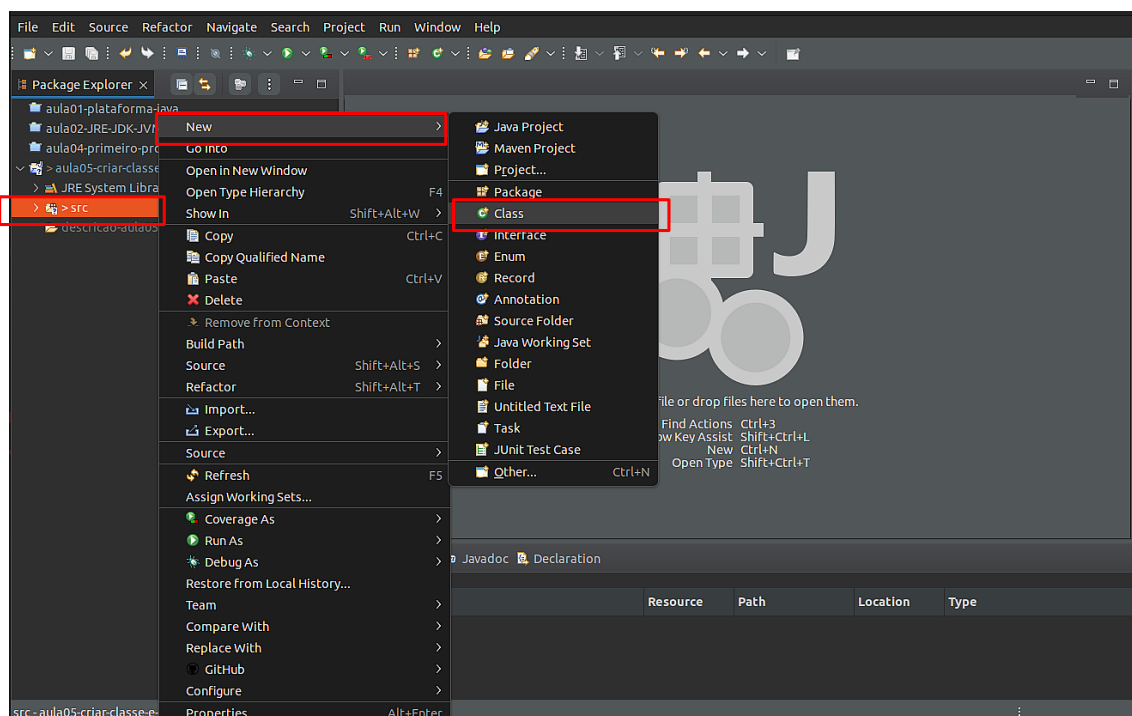 File Edit Source Refactor Navigate Search Project Run Window Help
Package Explorer
aula01-plataforma-java
aula02-JRE-JDK-JVM
aula04-primeiro-pro
> aula05-criar-classe
JRE System Libra
> src
descricao-aula05
New
Go Into
Open in New Window
Open Type Hierarchy F4
Show In Shift+Alt+W
Copy Ctrl+C
Copy Qualified Name
Paste Ctrl+V
Delete
Remove from Context
Build Path
Source Shift+Alt+S
Refactor Shift+Alt+T
Import...
Export...
Source
Refresh F5
Assign Working Sets...
Coverage As
Run As
Debug As
Restore from Local History...
Team
Compare With
Replace With
GitHub
Configure
Properties Alt+Enter
Java Project
Maven Project
Project...
Package
Class
Interface
Enum
Record
Annotation
Source Folder
Java Working Set
Folder
File
Untitled Text File
Task
JUnit Test Case
Other... Ctrl+N
file or drop files here to open them.
Find Actions Ctrl+3
ow Key Assist Shift+Ctrl+L
New Ctrl+N
Open Type Shift+Ctrl+T
Javadoc Declaration
Resource Path Location Type
src - aula05-criar-classe-e-